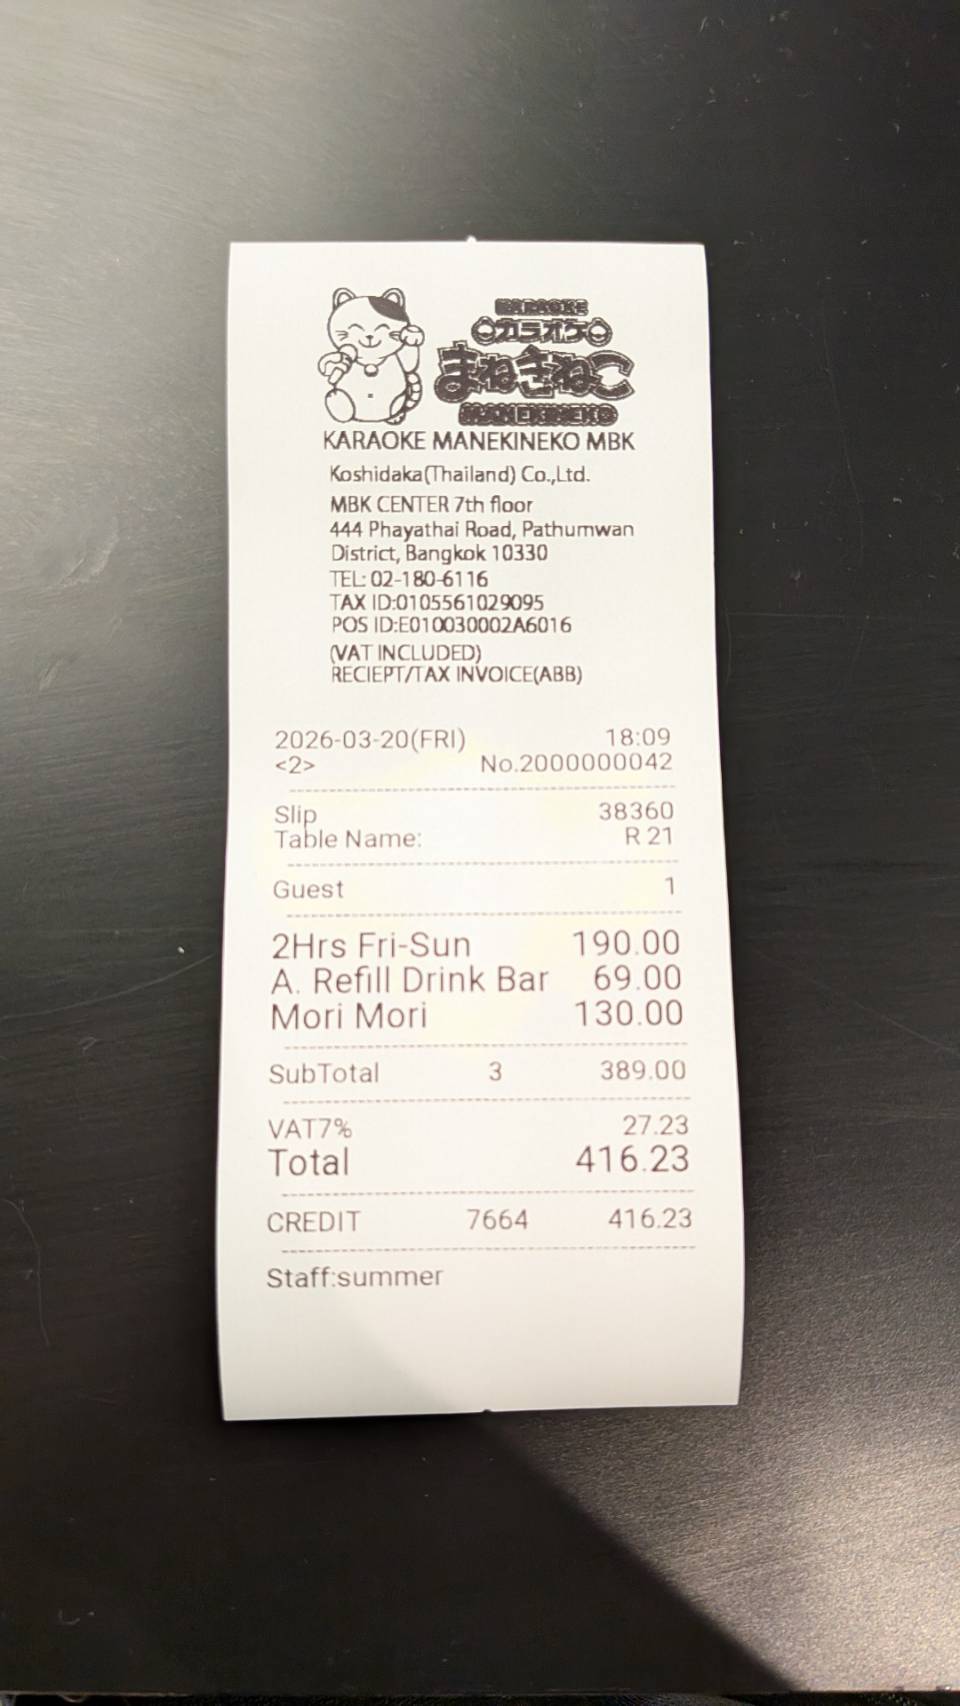 KARAOKE
カラオケ
まねきねこ
MANEKINEKO
KARAOKE MANEKINEKO MBK
Koshidaka(Thailand) Co.,Ltd.
MBK CENTER 7th floor
444 Phayathai Road, Pathumwan
District, Bangkok 10330
TEL: 02-180-6116
TAX ID:0105561029095
POS ID:E010030002A6016
(VAT INCLUDED)
RECIEPT/TAX INVOICE(ABB)
2026-03-20(FRI) 18:09
<2> No.2000000042
Slip 38360
Table Name: R 21
Guest 1
2Hrs Fri-Sun 190.00
A. Refill Drink Bar 69.00
Mori Mori 130.00
SubTotal 3 389.00
VAT7% 27.23
Total 416.23
CREDIT 7664 416.23
Staff:summer